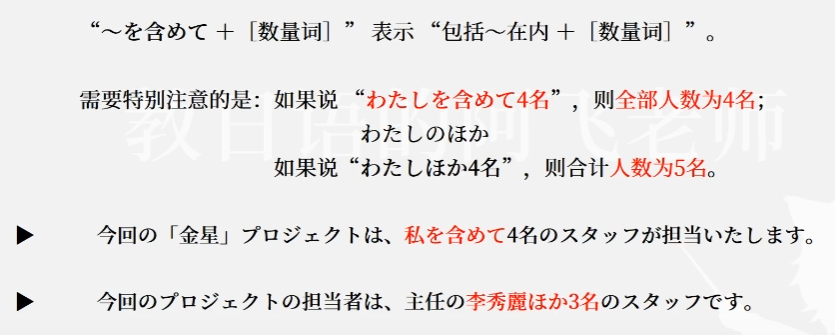 “～を含めて＋［数量词］” 表示 “包括～在内＋［数量词］”。
需要特别注意的是：如果说 “わたしを含めて4名”，则全部人数为4名；
わたしのほか
如果说 “わたしほか4名”，则合计人数为5名。
▶ 今回の「金星」プロジェクトは、私を含めて4名のスタッフが担当いたします。
▶ 今回のプロジェクトの担当者は、主任の李秀麗ほか3名のスタッフです。
教日语的阿飞老师